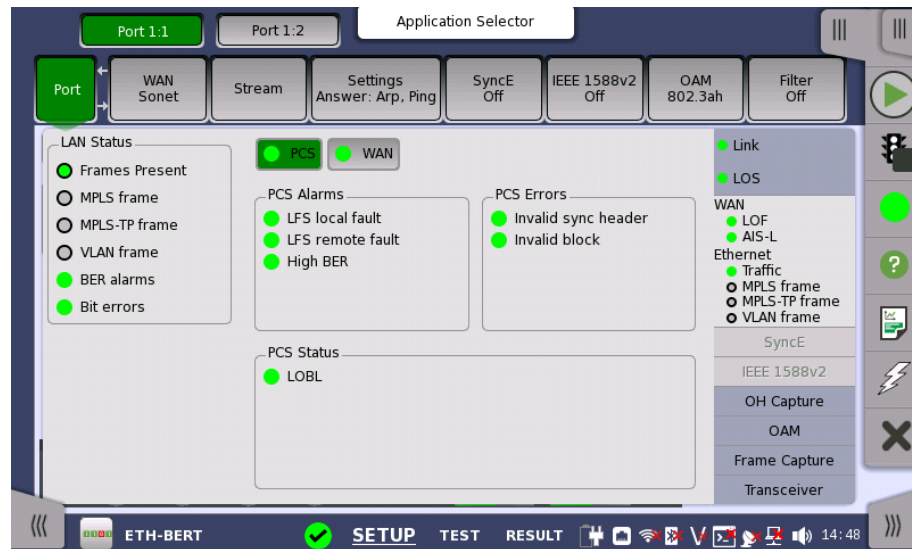 Application Selector
Port 1:1
Port 1:2
Port
WAN
Sonet
Stream
Settings
Answer: Arp, Ping
SyncE
Off
IEEE 1588v2
Off
OAM
802.3ah
Filter
Off
LAN Status
Frames Present
MPLS frame
MPLS-TP frame
VLAN frame
BER alarms
Bit errors
PCS
WAN
PCS Alarms
LFS local fault
LFS remote fault
High BER
PCS Errors
Invalid sync header
Invalid block
PCS Status
LOBL
Link
LOS
WAN
LOF
AIS-L
Ethernet
Traffic
MPLS frame
MPLS-TP frame
VLAN frame
SyncE
IEEE 1588v2
OH Capture
OAM
Frame Capture
Transceiver
ETH-BERT
SETUP
TEST
RESULT
14:48